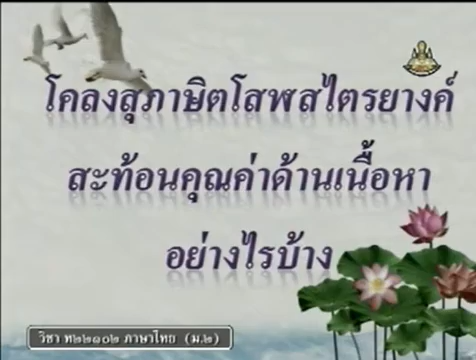 โคลงสุภาษิตโสฬสไตรยางค์
สะท้อนคุณค่าด้านเนื้อหา
อย่างไรบ้าง
วิชา ท๒๒๑๐๒ ภาษาไทย (ม.๒)